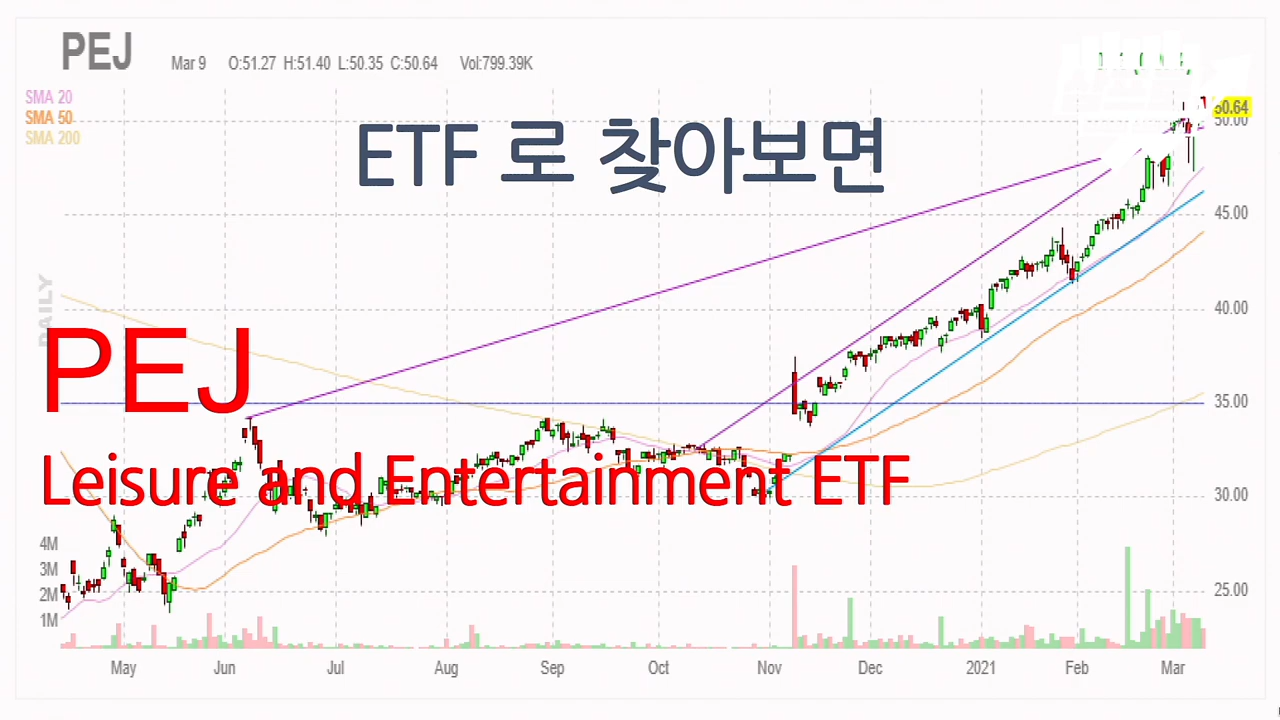 PEJ Mar 9 O:51.27 H:51.40 L:50.35 C:50.64 Vol:799.39K
SMA 20
SMA 50
SMA 200
ETF 로 찾아보면
50.64
50.00
45.00
40.00
35.00
30.00
25.00
DAILY
PEJ
Leisure and Entertainment ETF
4M
3M
2M
1M
May Jun Jul Aug Sep Oct Nov Dec 2021 Feb Mar